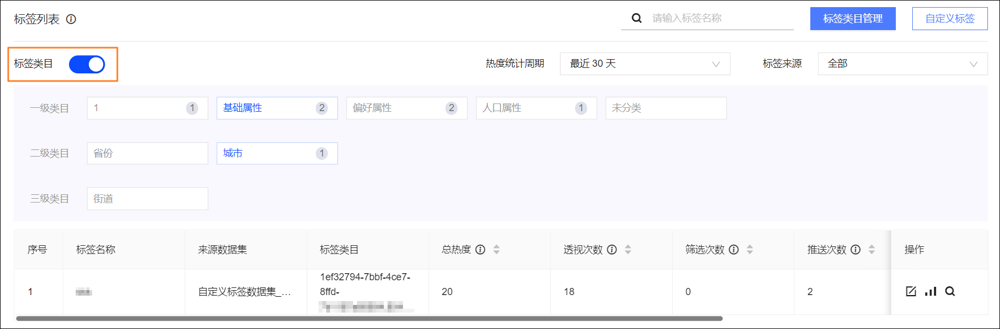 标签列表
请输入标签名称
标签类目管理
自定义标签
标签类目
热度统计周期
最近 30 天
标签来源
全部
一级类目
1
1
基础属性
2
偏好属性
2
人口属性
1
未分类
二级类目
省份
城市
1
三级类目
街道
序号
标签名称
来源数据集
标签类目
总热度
透视次数
筛选次数
推送次数
操作
1
自定义标签数据集_...
1ef32794-7bbf-4ce7-
8ffd-
20
18
0
2